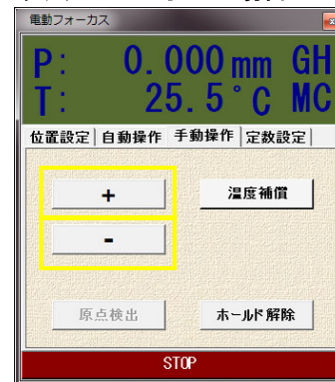 電動フォーカス
P: 0.000 mm GH
T: 25.5°C MC
位置設定 自動操作 手動操作 定数設定
+ 温度補償
-
原点検出 ホールド解除
STOP